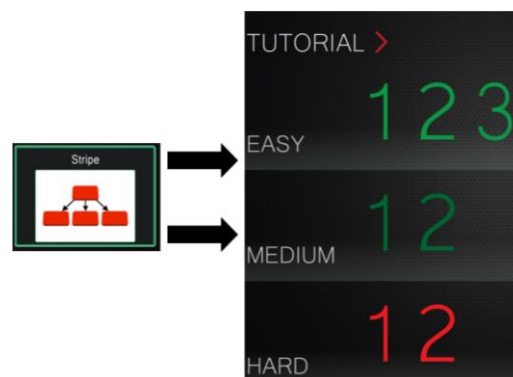 Stripe
TUTORIAL >
1 2 3
EASY
1 2
MEDIUM
1 2
HARD